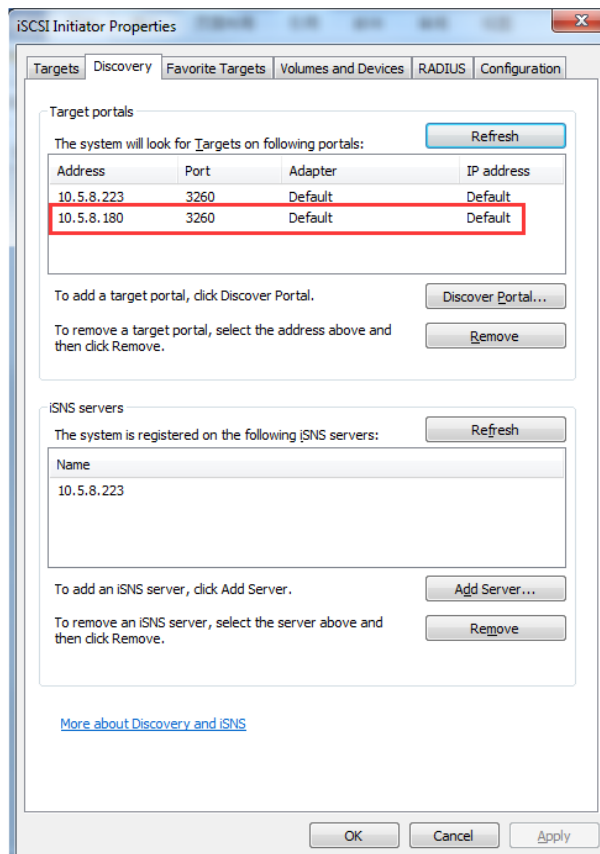 iSCSI Initiator Properties
Targets Discovery Favorite Targets Volumes and Devices RADIUS Configuration
Target portals
The system will look for Targets on following portals: Refresh
Address Port Adapter IP address
10.5.8.223 3260 Default Default
10.5.8.180 3260 Default Default
To add a target portal, click Discover Portal. Discover Portal...
To remove a target portal, select the address above and
then click Remove.
Remove
iSNS servers
The system is registered on the following iSNS servers: Refresh
Name
10.5.8.223
To add an iSNS server, click Add Server. Add Server...
To remove an iSNS server, select the server above and
then click Remove.
Remove
More about Discovery and iSNS
OK Cancel Apply